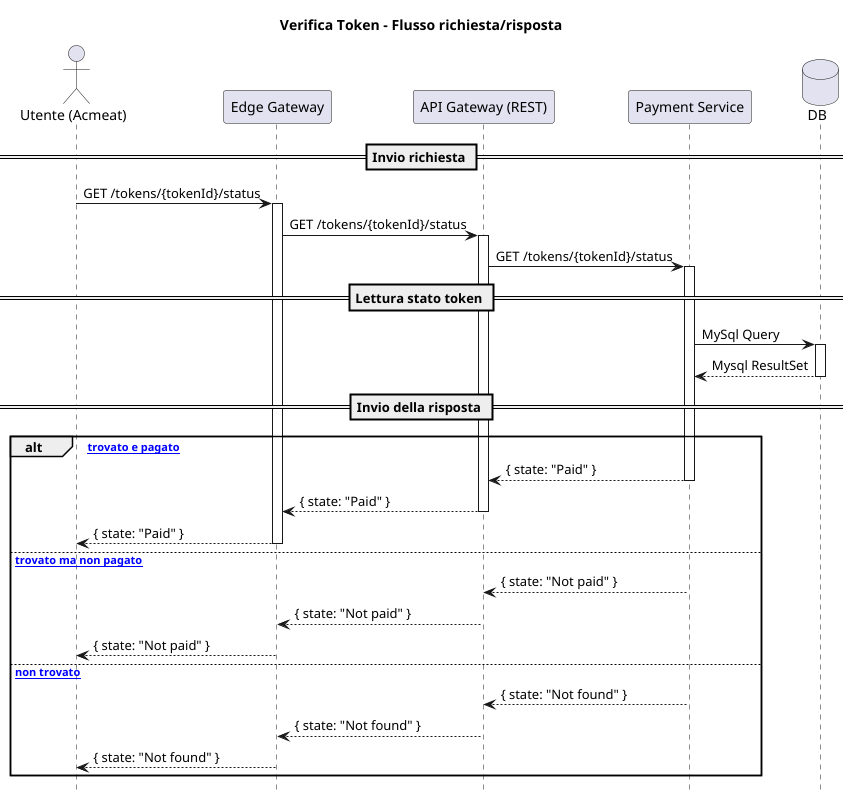 Verifica Token - Flusso richiesta/risposta
Utente (Acmeat)
Edge Gateway
API Gateway (REST)
Payment Service
DB
Invio richiesta
GET /tokens/{tokenId}/status
GET /tokens/{tokenId}/status
GET /tokens/{tokenId}/status
Lettura stato token
MySql Query
Mysql ResultSet
Invio della risposta
alt
trovato e pagato
{ state: "Paid" }
{ state: "Paid" }
{ state: "Paid" }
trovato ma non pagato
{ state: "Not paid" }
{ state: "Not paid" }
{ state: "Not paid" }
non trovato
{ state: "Not found" }
{ state: "Not found" }
{ state: "Not found" }